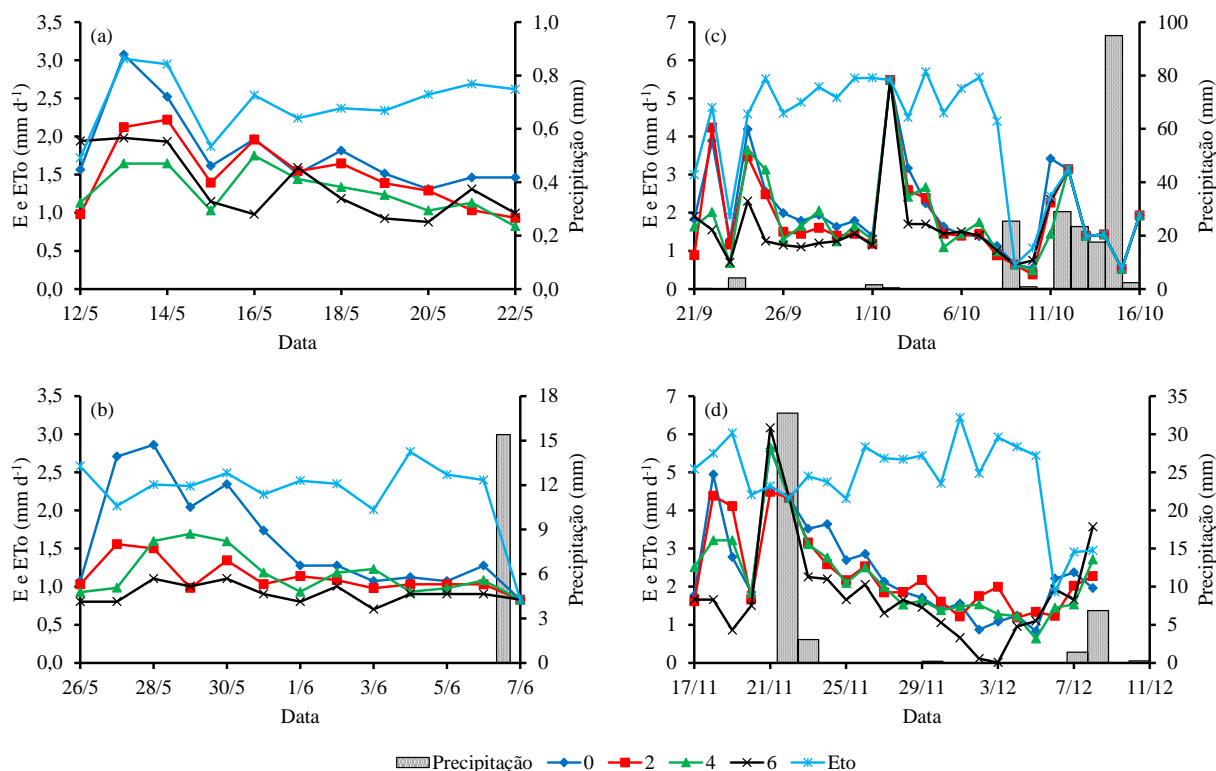 (a)
E e ETo (mm d⁻¹)
3,5
3,0
2,5
2,0
1,5
1,0
0,5
0,0
12/5 14/5 16/5 18/5 20/5 22/5
Data
1,0
0,8
0,6
0,4
0,2
0,0
Precipitação (mm)
(c)
E e ETo (mm d⁻¹)
7
6
5
4
3
2
1
0
21/9 26/9 1/10 6/10 11/10 16/10
Data
100
80
60
40
20
0
Precipitação (mm)
(b)
E e ETo (mm d⁻¹)
3,5
3,0
2,5
2,0
1,5
1,0
0,5
0,0
26/5 28/5 30/5 1/6 3/6 5/6 7/6
Data
18
15
12
9
6
3
0
Precipitação (mm)
(d)
E e ETo (mm d⁻¹)
7
6
5
4
3
2
1
0
17/11 21/11 25/11 29/11 3/12 7/12 11/12
Data
35
30
25
20
15
10
5
0
Precipitação (mm)
Precipitação 0 2 4 6 Eto